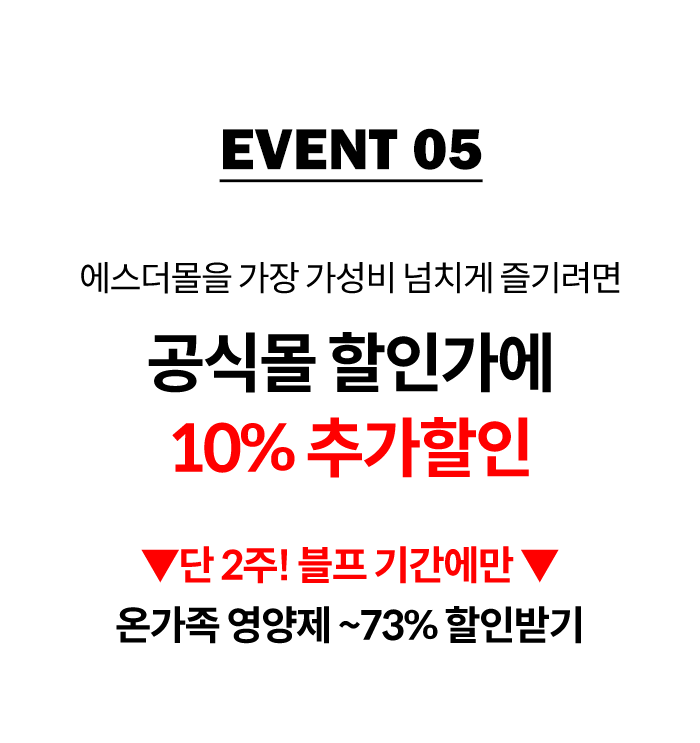 EVENT 05
에스더몰을 가장 가성비 넘치게 즐기려면
공식몰 할인가에
10% 추가할인
▼단 2주! 블프 기간에만 ▼
온가족 영양제 ~73% 할인받기